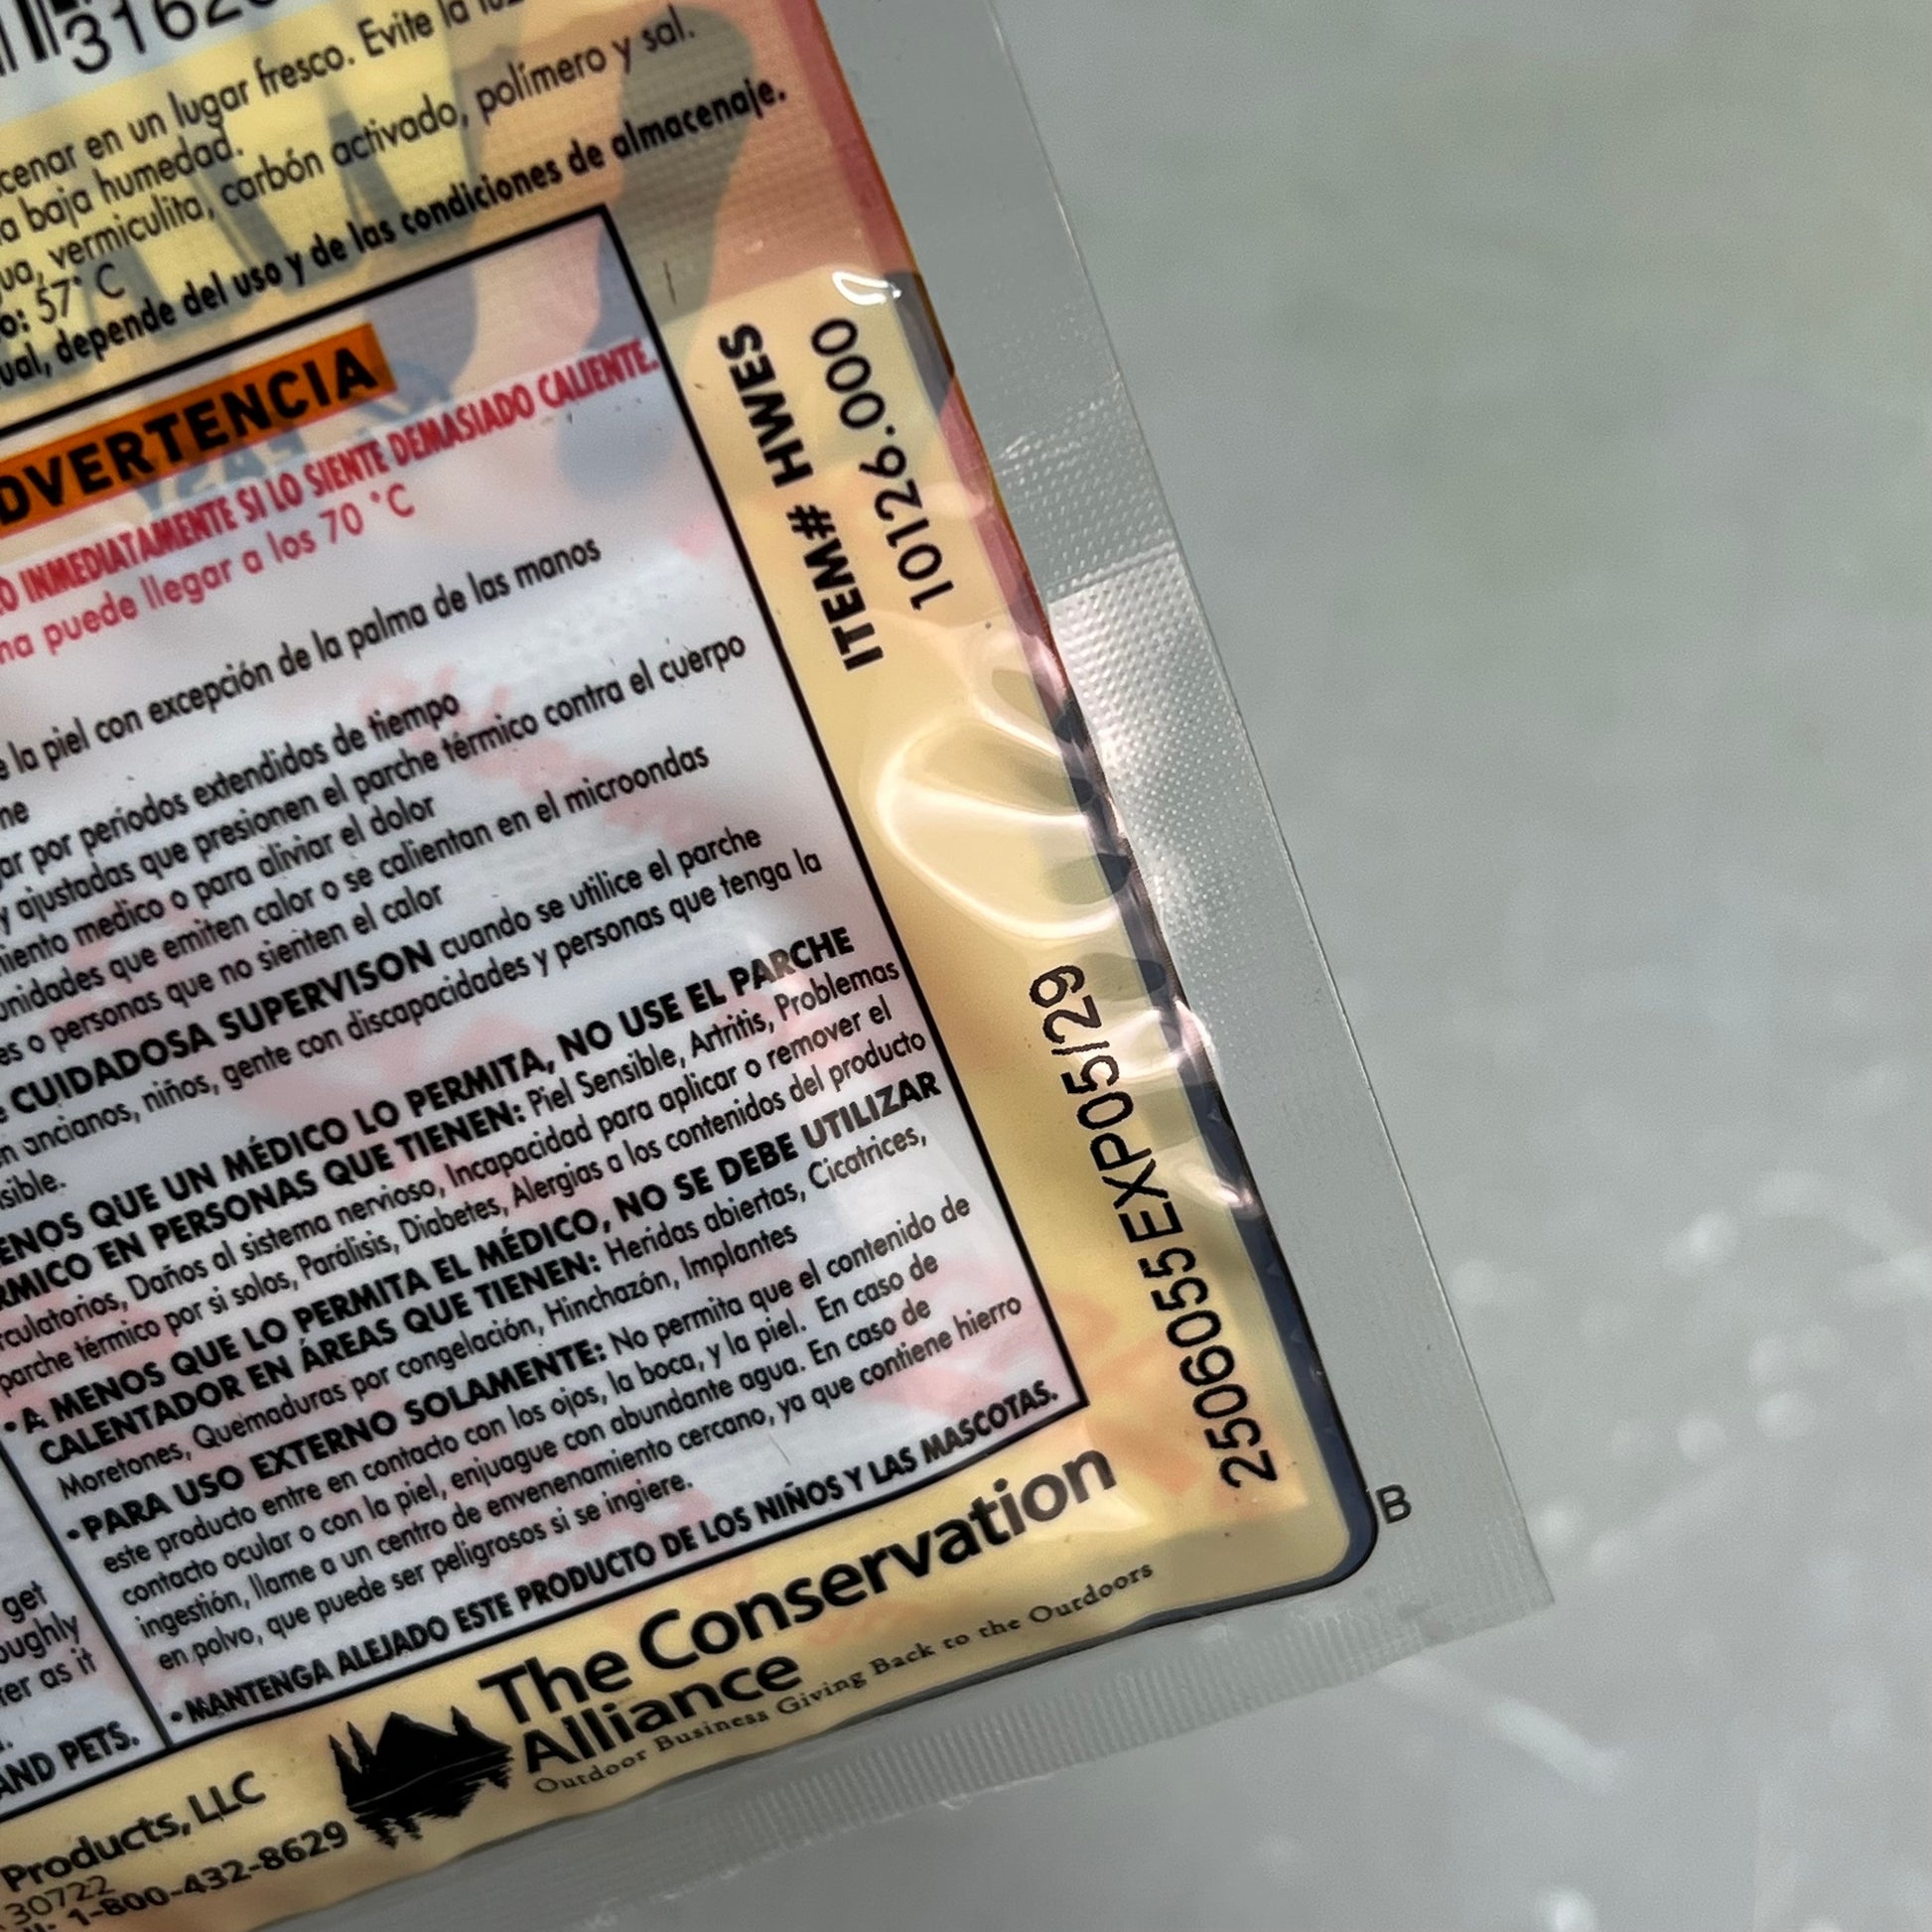 3162
cenar en un lugar fresco. Evite la
a baja humedad.
ua, vermiculita, carbón activado, polímero y sal.
o: 57° C
ual, depende del uso y de las condiciones de almacenaje.
DVERTENCIA
O INMEDIATAMENTE SI LO SIENTE DEMASIADO CALIENTE.
na puede llegar a los 70 °C
e la piel con excepción de la palma de las manos
ne
ar por periodos extendidos de tiempo
y ajustadas que presionen el parche térmico contra el cuerpo
miento medico o para aliviar el dolor
unidades que emiten calor o se calientan en el microondas
es o personas que no sienten el calor
e CUIDADOSA SUPERVISON cuando se utilice el parche
n ancianos, niños, gente con discapacidades y personas que tenga la
sible.
ENOS QUE UN MÉDICO LO PERMITA, NO USE EL PARCHE
RMICO EN PERSONAS QUE TIENEN: Piel Sensible, Artritis, Problemas
rculatorios, Daños al sistema nervioso, Incapacidad para aplicar o remover el
parche térmico por si solos, Parálisis, Diabetes, Alergias a los contenidos del producto
•A MENOS QUE LO PERMITA EL MÉDICO, NO SE DEBE UTILIZAR
CALENTADOR EN ÁREAS QUE TIENEN: Heridas abiertas, Cicatrices,
Moretones, Quemaduras por congelación, Hinchazón, Implantes
•PARA USO EXTERNO SOLAMENTE: No permita que el contenido de
este producto entre en contacto con los ojos, la boca, y la piel. En caso de
contacto ocular o con la piel, enjuague con abundante agua. En caso de
ingestión, llame a un centro de envenenamiento cercano, ya que contiene hierro
en polvo, que puede ser peligrosos si se ingiere.
•MANTENGA ALEJADO ESTE PRODUCTO DE LOS NIÑOS Y LAS MASCOTAS.
get
oughly
er as it
AND PETS.
ITEM# HWES
10126.000
2506055EXP05/29
B
The Conservation
Alliance
Outdoor Business Giving Back to the Outdoors
Products, LLC
30722
1-800-432-8629